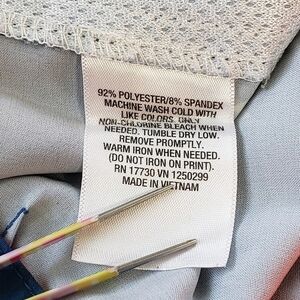 92% POLYESTER/8% SPANDEX
MACHINE WASH COLD WITH
LIKE COLORS. ONLY
NON-CHLORINE BLEACH WHEN
NEEDED. TUMBLE DRY LOW.
REMOVE PROMPTLY.
WARM IRON WHEN NEEDED.
(DO NOT IRON ON PRINT).
RN 17730 VN 1250299
MADE IN VIETNAM